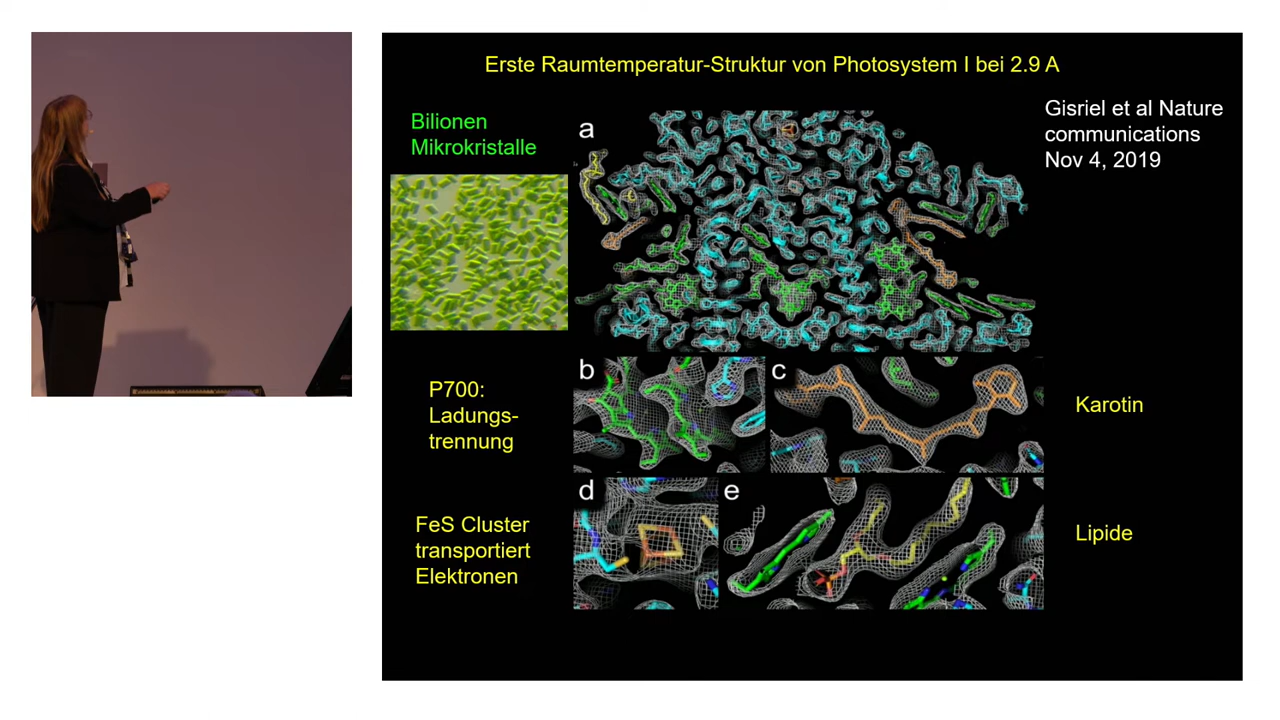 Erste Raumtemperatur-Struktur von Photosystem I bei 2.9 A
Bilionen
Mikrokristalle
a
Gisriel et al Nature
communications
Nov 4, 2019
P700:
Ladungs-
trennung
b
c
Karotin
FeS Cluster
transportiert
Elektronen
d
e
Lipide